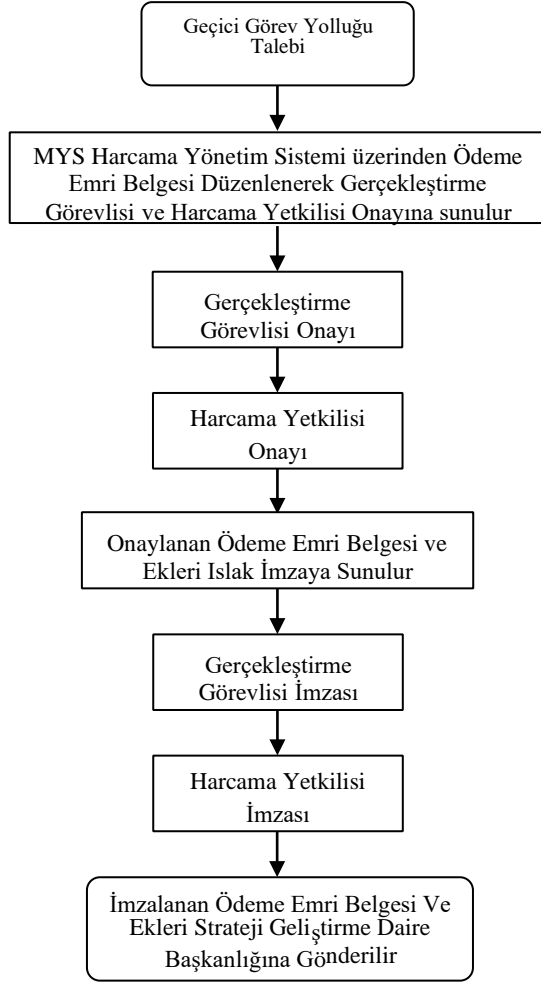 Geçici Görev Yolluğu
Talebi
MYS Harcama Yönetim Sistemi üzerinden Ödeme
Emri Belgesi Düzenlenerek Gerçekleştirme
Görevlisi ve Harcama Yetkilisi Onayına sunulur
Gerçekleştirme
Görevlisi Onayı
Harcama Yetkilisi
Onayı
Onaylanan Ödeme Emri Belgesi ve
Ekleri Islak İmzaya Sunulur
Gerçekleştirme
Görevlisi İmzası
Harcama Yetkilisi
İmzası
İmzalanan Ödeme Emri Belgesi Ve
Ekleri Strateji Geliştirme Daire
Başkanlığına Gönderilir